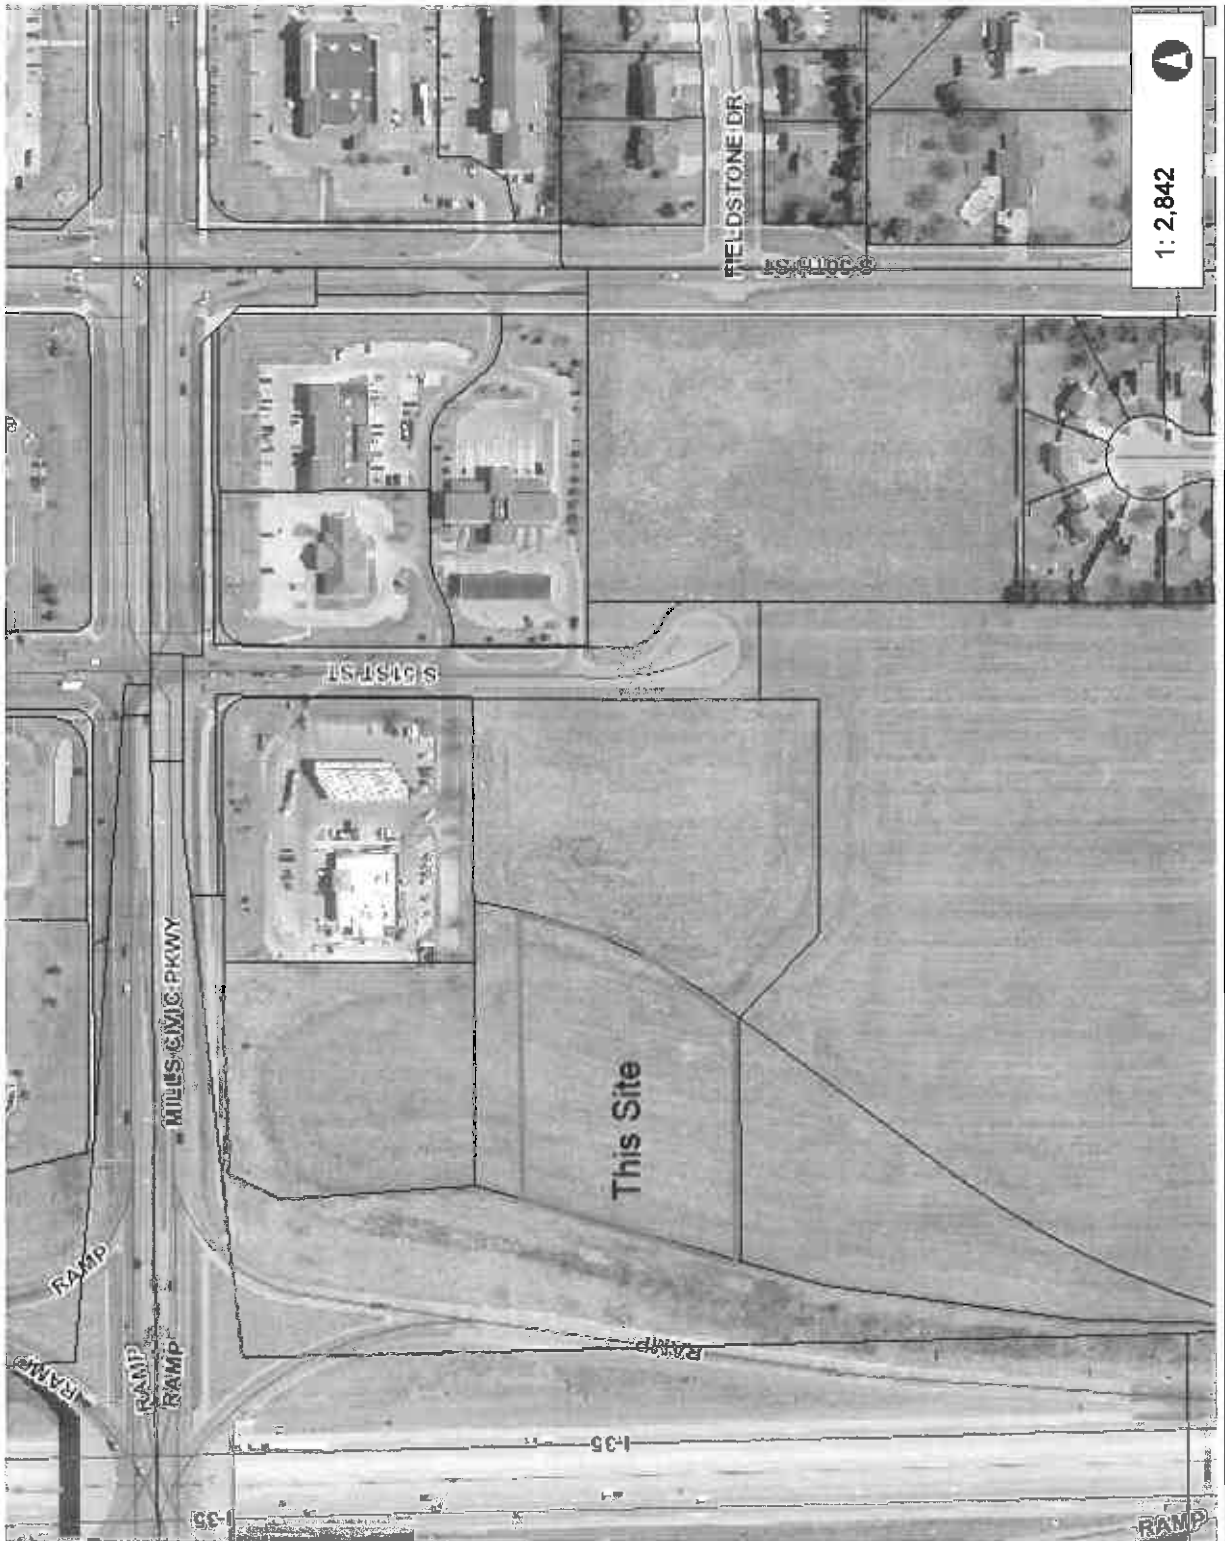 1: 2,842
FIELDSTONE DR
S 50TH ST
S 51ST ST
MILLS CIVIC PKWY
This Site
RAMP
RAMP
RAMP
RAMP
RAMP
I-35
I-35
RAMP